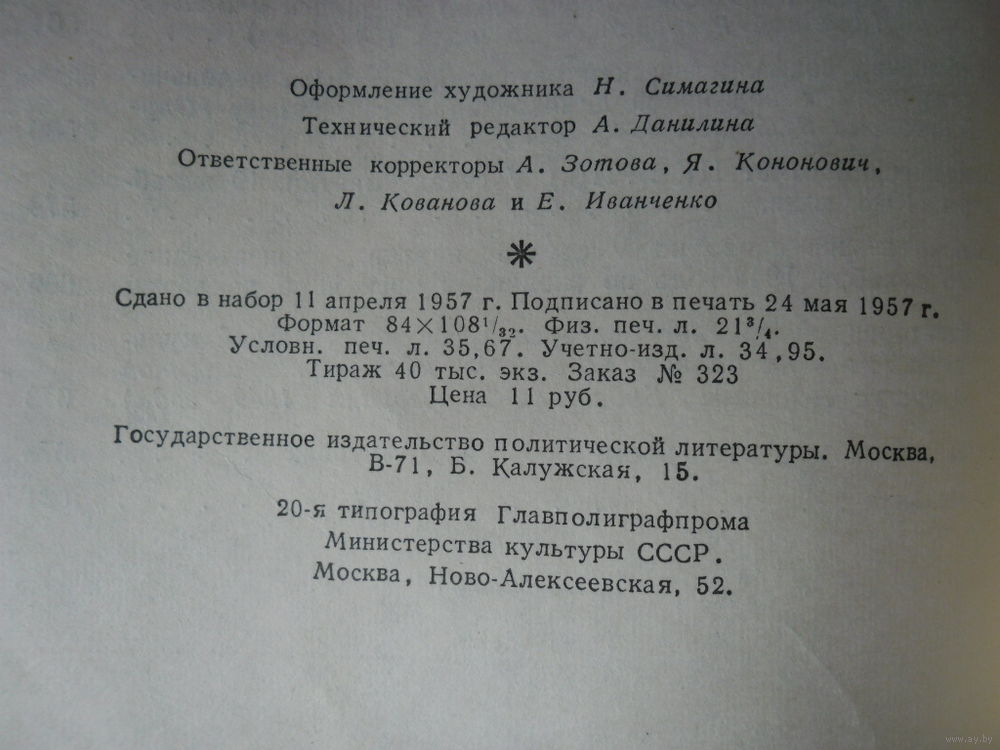 Оформление художника Н. Симагина
Технический редактор А. Данилина
Ответственные корректоры А. Зотова, Я. Кононович,
Л. Кованова и Е. Иванченко
Сдано в набор 11 апреля 1957 г. Подписано в печать 24 мая 1957 г.
Формат 84×108¹/₃₂. Физ. печ. л. 21³/₄.
Условн. печ. л. 35,67. Учетно-изд. л. 34,95.
Тираж 40 тыс. экз. Заказ № 323
Цена 11 руб.
Государственное издательство политической литературы. Москва,
В-71, Б. Калужская, 15.
20-я типография Главполиграфпрома
Министерства культуры СССР.
Москва, Ново-Алексеевская, 52.
www.ay.by